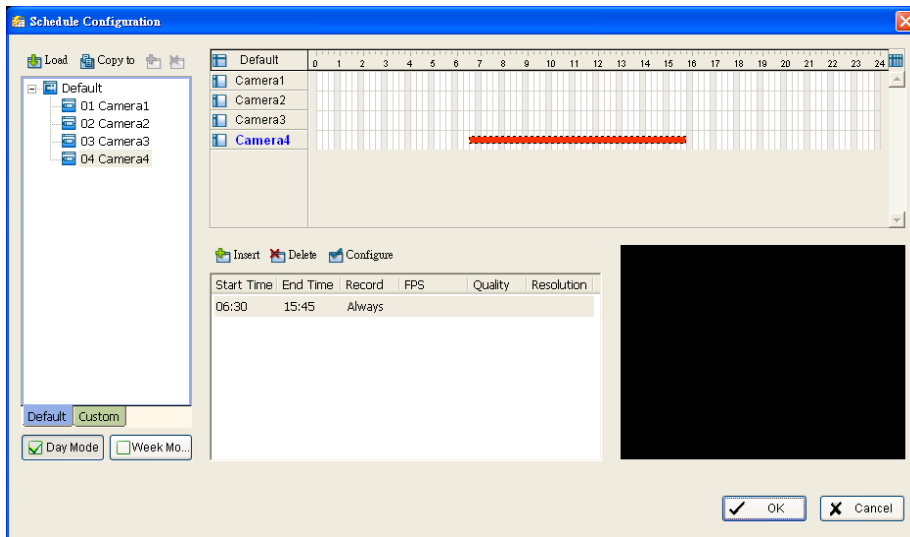 Schedule Configuration
Load Copy to
Default
01 Camera1
02 Camera2
03 Camera3
04 Camera4
Default Custom
Day Mode Week Mo...
Default 0 1 2 3 4 5 6 7 8 9 10 11 12 13 14 15 16 17 18 19 20 21 22 23 24
Camera1
Camera2
Camera3
Camera4
Insert Delete Configure
Start Time End Time Record FPS Quality Resolution
06:30 15:45 Always
OK Cancel